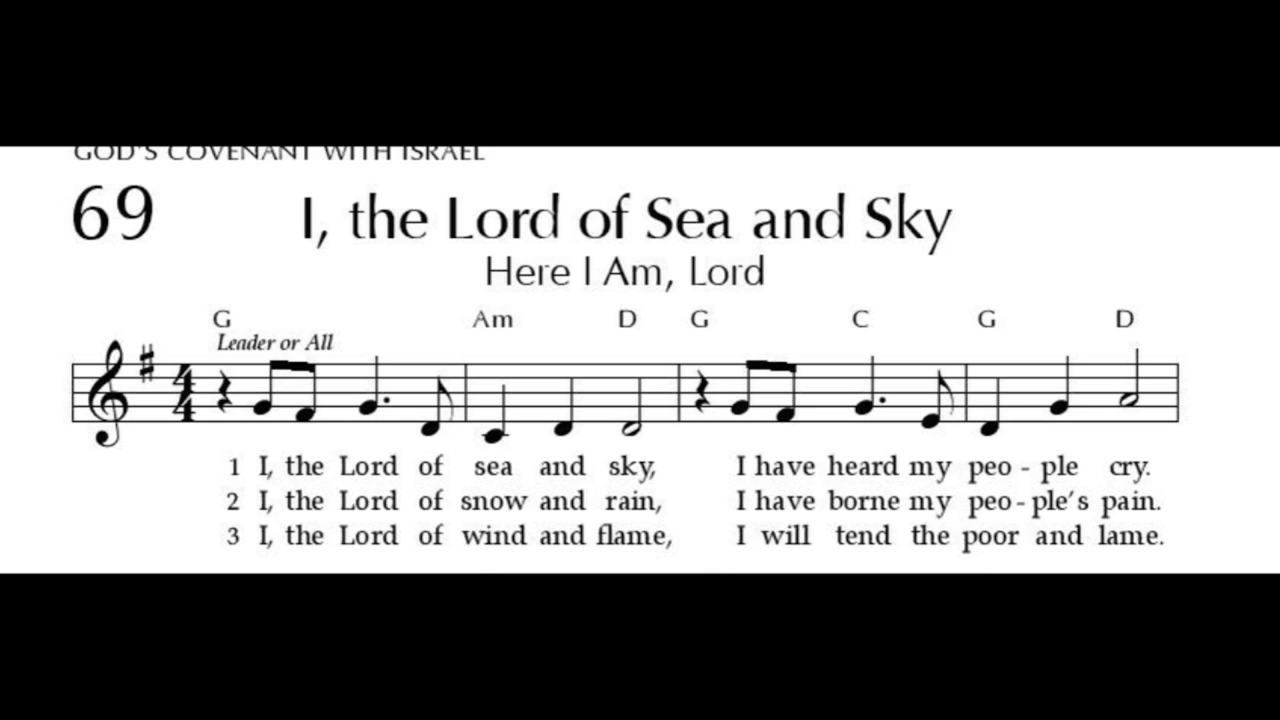 GOD'S COVENANT WITH ISRAEL
69 I, the Lord of Sea and Sky
Here I Am, Lord
G Am D G C G D
Leader or All
4
4
1 I, the Lord of sea and sky, I have heard my peo - ple cry.
2 I, the Lord of snow and rain, I have borne my peo - ple's pain.
3 I, the Lord of wind and flame, I will tend the poor and lame.